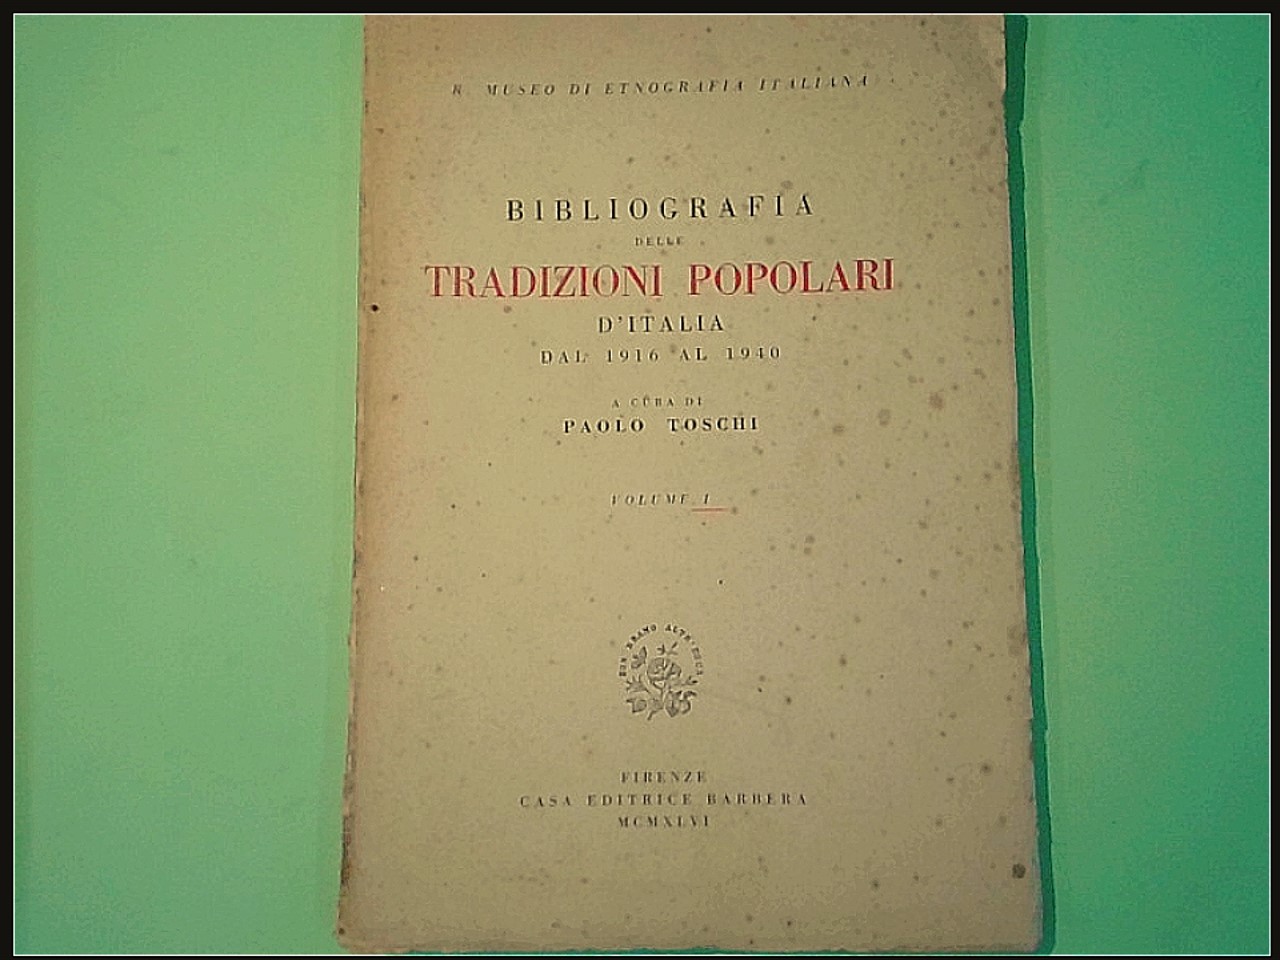 R. MUSEO DI ETNOGRAFIA ITALIANA
BIBLIOGRAFIA
DELLE
TRADIZIONI POPOLARI
D'ITALIA
DAL 1916 AL 1940
A CURA DI
PAOLO TOSCHI
VOLUME I
FIRENZE
CASA EDITRICE BARBERA
MCMXLVI